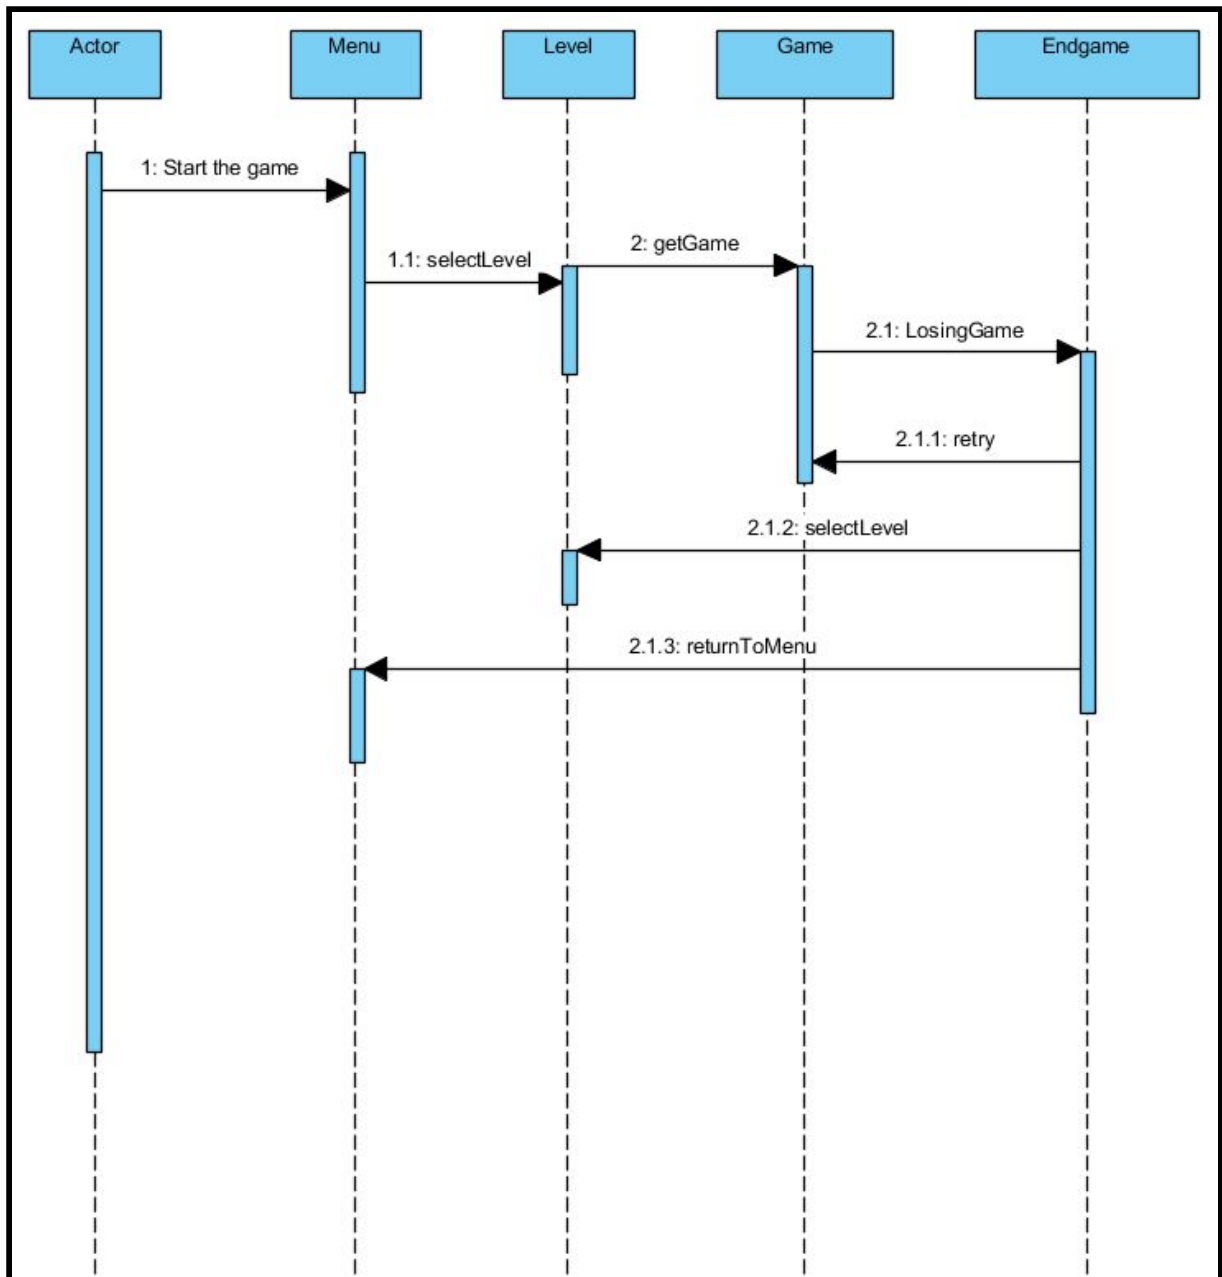 Actor
Menu
Level
Game
Endgame
1: Start the game
2: getGame
1.1: selectLevel
2.1: LosingGame
2.1.1: retry
2.1.2: selectLevel
2.1.3: returnToMenu